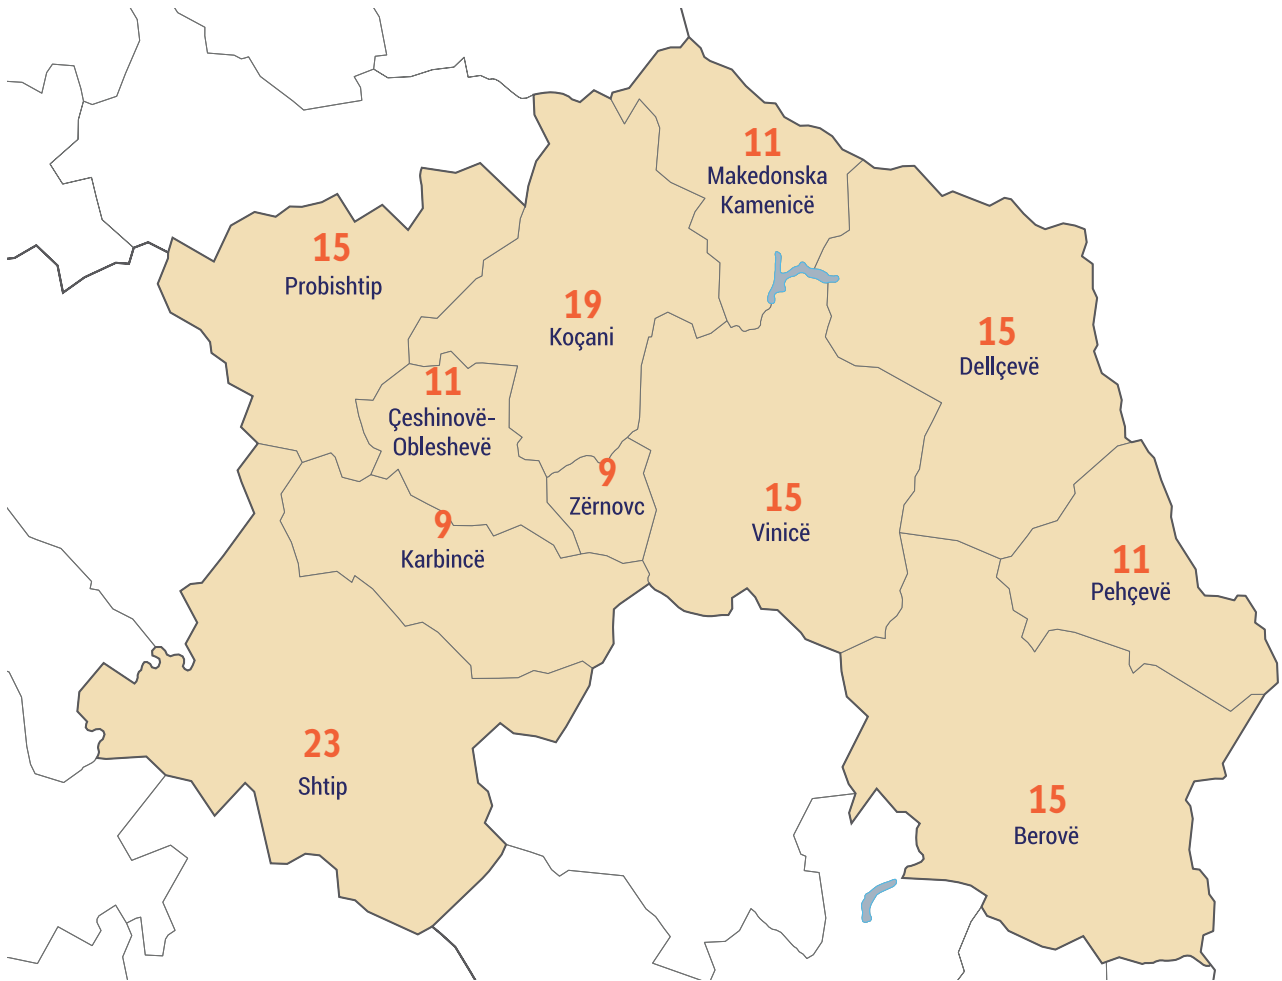 11
Makedonska
Kamenicë
15
Probishtip
19
Koçani
15
Dellçevë
11
Çeshinovë-
Obleshevë
9
Zërnovc
15
Vinicë
9
Karbincë
11
Pehçevë
23
Shtip
15
Berovë